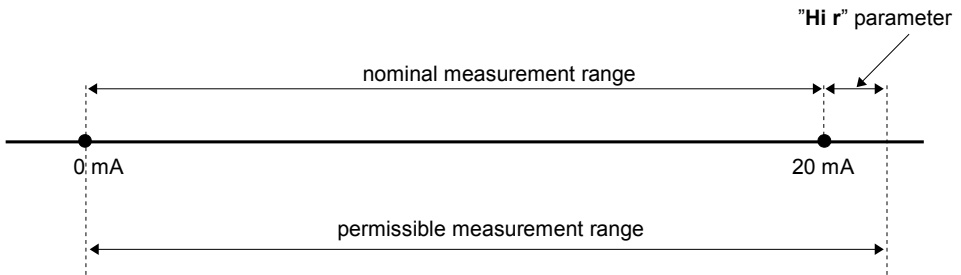 "Hi r" parameter
nominal measurement range
0 mA
20 mA
permissible measurement range